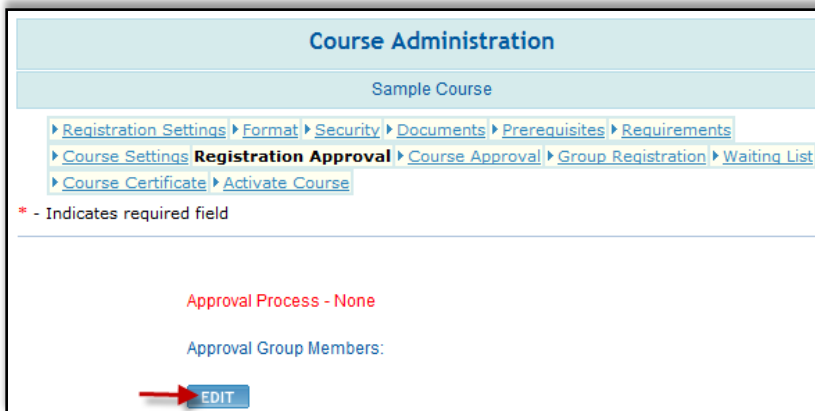 Course Administration
Sample Course
Registration Settings Format Security Documents Prerequisites Requirements
Course Settings Registration Approval Course Approval Group Registration Waiting List
Course Certificate Activate Course
* - Indicates required field
Approval Process - None
Approval Group Members:
EDIT